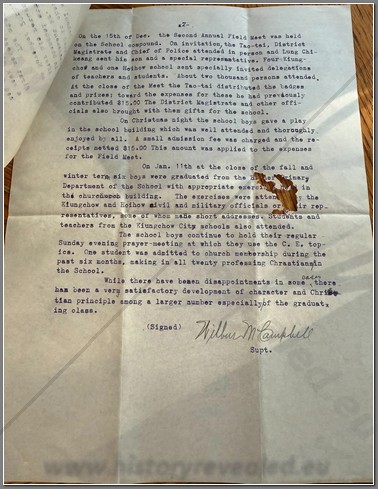 -2-
On the 15th or Dec. the Second Annual Field Meet was held
on the School compound. On invitation, the Tao-tai, District
Magistrate and Chief of Police attended in person and Lung Chi-
kwang sent his son and a special representative. Four Kiung-
chow and one Hoihow school sent specially invited delegations
of teachers and students. About two thousand persons attended.
At the close of the Meet the Tao-tai distributed the badges
and prizes; toward the expenses for these he had previously
contributed $15.00 The District Magistrate and other offi-
cials also brought with them gifts for the school.
On Christmas night the school boys gave a play
in the school building which was well attended and thoroughly
enjoyed by all. A small admission fee was charged and the re-
ceipts netted $15.00 This amount was applied to the expenses
for the Field Meet.
On Jan. 11th at the close of the fall and
winter term six boys were graduated from the Primary
Department of the School with appropriate in
the church building. The exercises were
Kiungchow and Hoihow civil and military officials or rep-
resentatives, some of whom made short addresses. Students and
teachers from the Kiungchow City schools also attended.
The school boys continue to hold their regular
Sunday evening prayer-meeting at which they use the C. E. top-
ics. One student was admitted to church membership during the
past six months, making in all twenty professing Christians in
the School.
While there have been disappointments in some cases, there
has been a very satisfactory development of character and Chris-
tian principle among a larger number especially of the graduat-
ing class.
(Signed) Wilbur M Campbell
Supt.
www.historyrevealed.eu